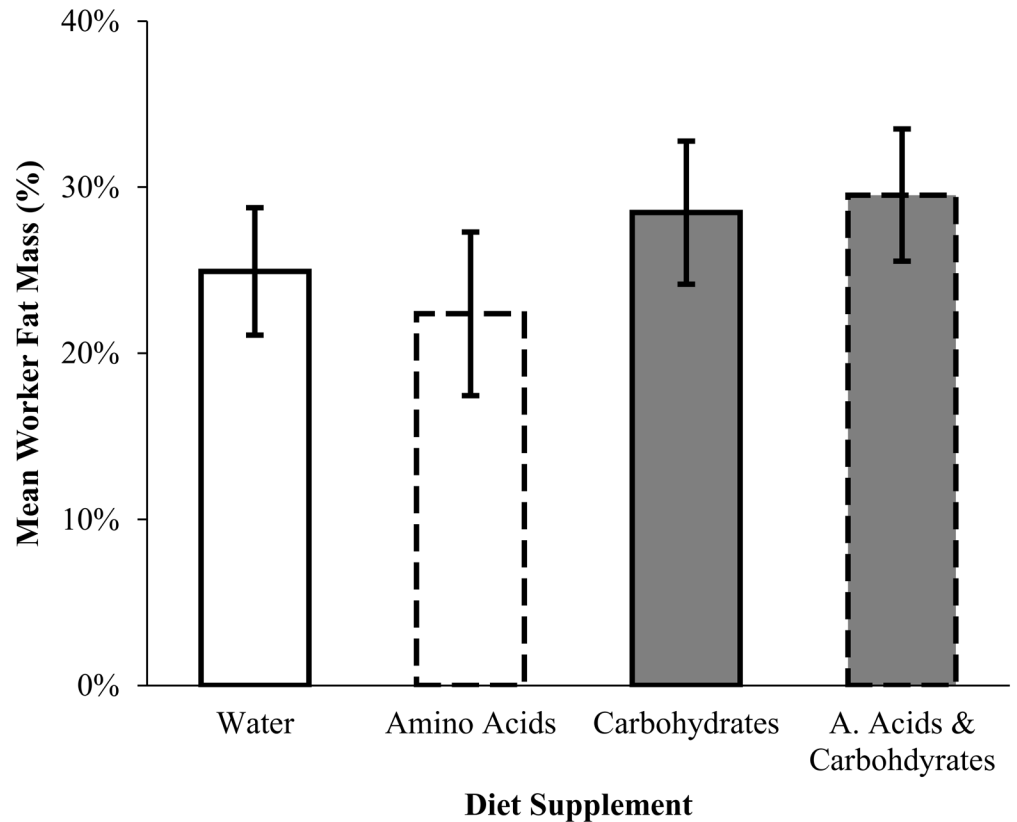 40%
30%
20%
10%
0%
Mean Worker Fat Mass (%)
Water
Amino Acids
Carbohydrates
A. Acids &
Carbohdyrates
Diet Supplement